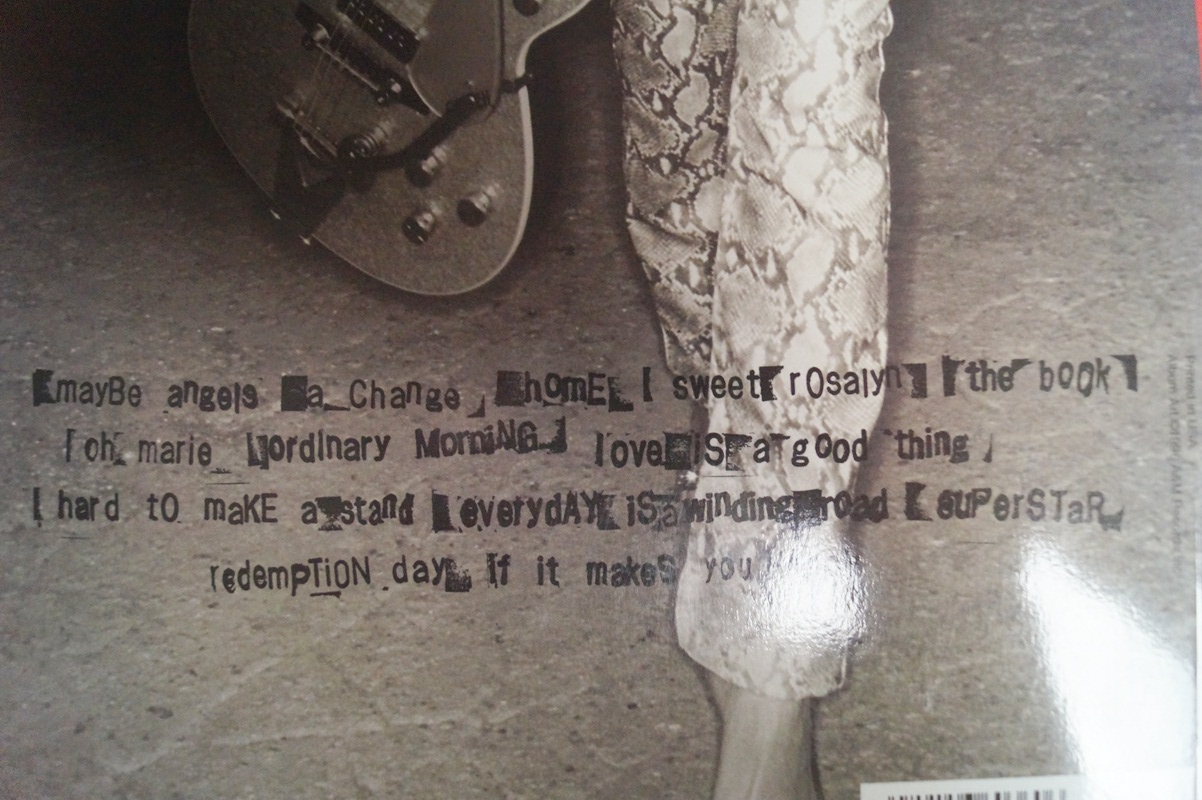 mayBe angels a Change homE sweet rOsalyn the book
oh marie ordInary MorniNG love iS a good thing
hard tO maKE a stand everydAY iS a winding road suPerSTaR
redempTiON day If it makeS you